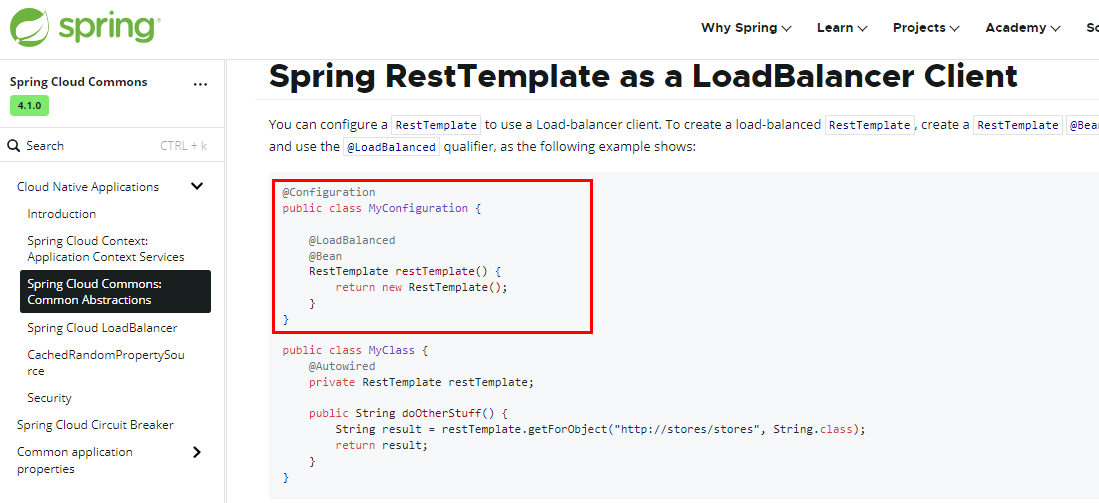 spring
Why Spring
Learn
Projects
Academy
Spring Cloud Commons
...
4.1.0
Search
CTRL + k
Cloud Native Applications
Introduction
Spring Cloud Context:
Application Context Services
Spring Cloud Commons:
Common Abstractions
Spring Cloud LoadBalancer
CachedRandomPropertySou
rce
Security
Spring Cloud Circuit Breaker
Common application
properties
Spring RestTemplate as a LoadBalancer Client
You can configure a RestTemplate to use a Load-balancer client. To create a load-balanced RestTemplate, create a RestTemplate
and use the @LoadBalanced qualifier, as the following example shows:
@Configuration
public class MyConfiguration {
@LoadBalanced
@Bean
RestTemplate restTemplate() {
return new RestTemplate();
}
}
public class MyClass {
@Autowired
private RestTemplate restTemplate;
public String doOtherStuff() {
String result = restTemplate.getForObject("http://stores/stores", String.class);
return result;
}
}